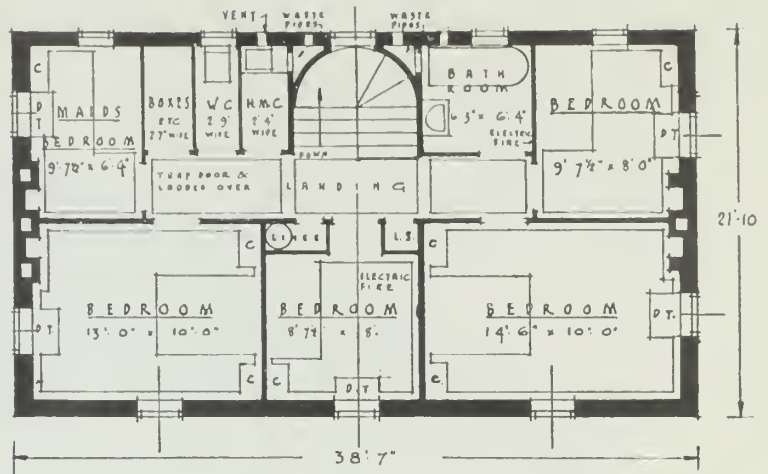 VENT
WASTE
PIPES
WASTE
PIPES
C
D
T
MAIDS
BEDROOM
9' 7½" x 6' 4"
BOXES
ETC
2'7" WIDE
W C
2' 9"
WIDE
H.M.C
2' 4"
WIDE
DOWN
BATH
ROOM
6' 3" x 6' 4"
ELECTRIC
FIRE
C
BEDROOM
9' 7½" x 8' 0"
D T
C
TRAP DOOR &
LADDER OVER
LANDING
21'-10
LINEN
L.S.
C
BEDROOM
13' 0" x 10' 0"
D T.
C
C
ELECTRIC
FIRE
BEDROOM
8' 7½" x 8'
C
D.T
C
BEDROOM
14' 6" x 10' 0"
D T.
C
C
38' 7"